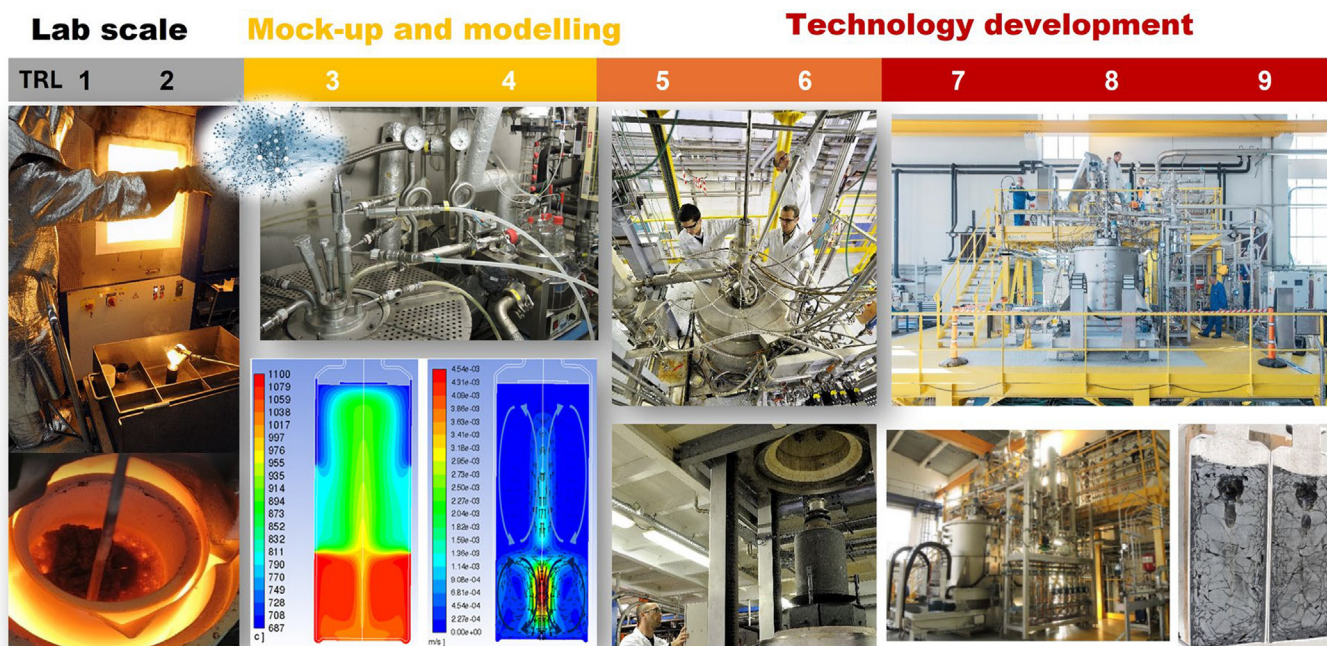 Lab scale
Mock-up and modelling
Technology development
TRL 1 2 3 4 5 6 7 8 9
1100
1079
1059
1038
1017
997
976
955
935
914
894
873
852
832
811
790
770
749
728
708
687
c ]
4.54e-03
4.31e-03
4.09e-03
3.86e-03
3.63e-03
3.41e-03
3.18e-03
2.95e-03
2.73e-03
2.50e-03
2.27e-03
2.04e-03
1.82e-03
1.59e-03
1.36e-03
1.14e-03
9.08e-04
6.81e-04
4.54e-04
2.27e-04
0.00e+00
m/s ]